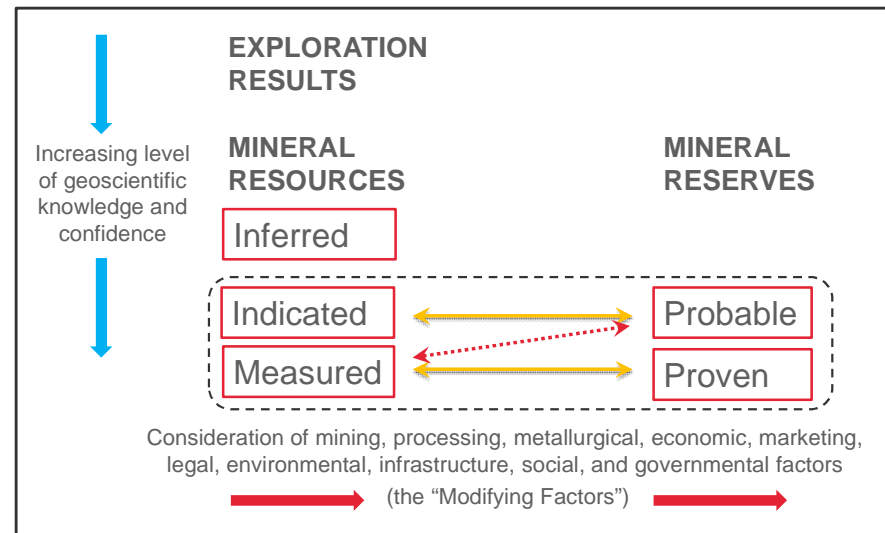 EXPLORATION
RESULTS
Increasing level
of geoscientific
knowledge and
confidence
MINERAL
RESOURCES
MINERAL
RESERVES
Inferred
Indicated
Probable
Measured
Proven
Consideration of mining, processing, metallurgical, economic, marketing,
legal, environmental, infrastructure, social, and governmental factors
(the “Modifying Factors”)